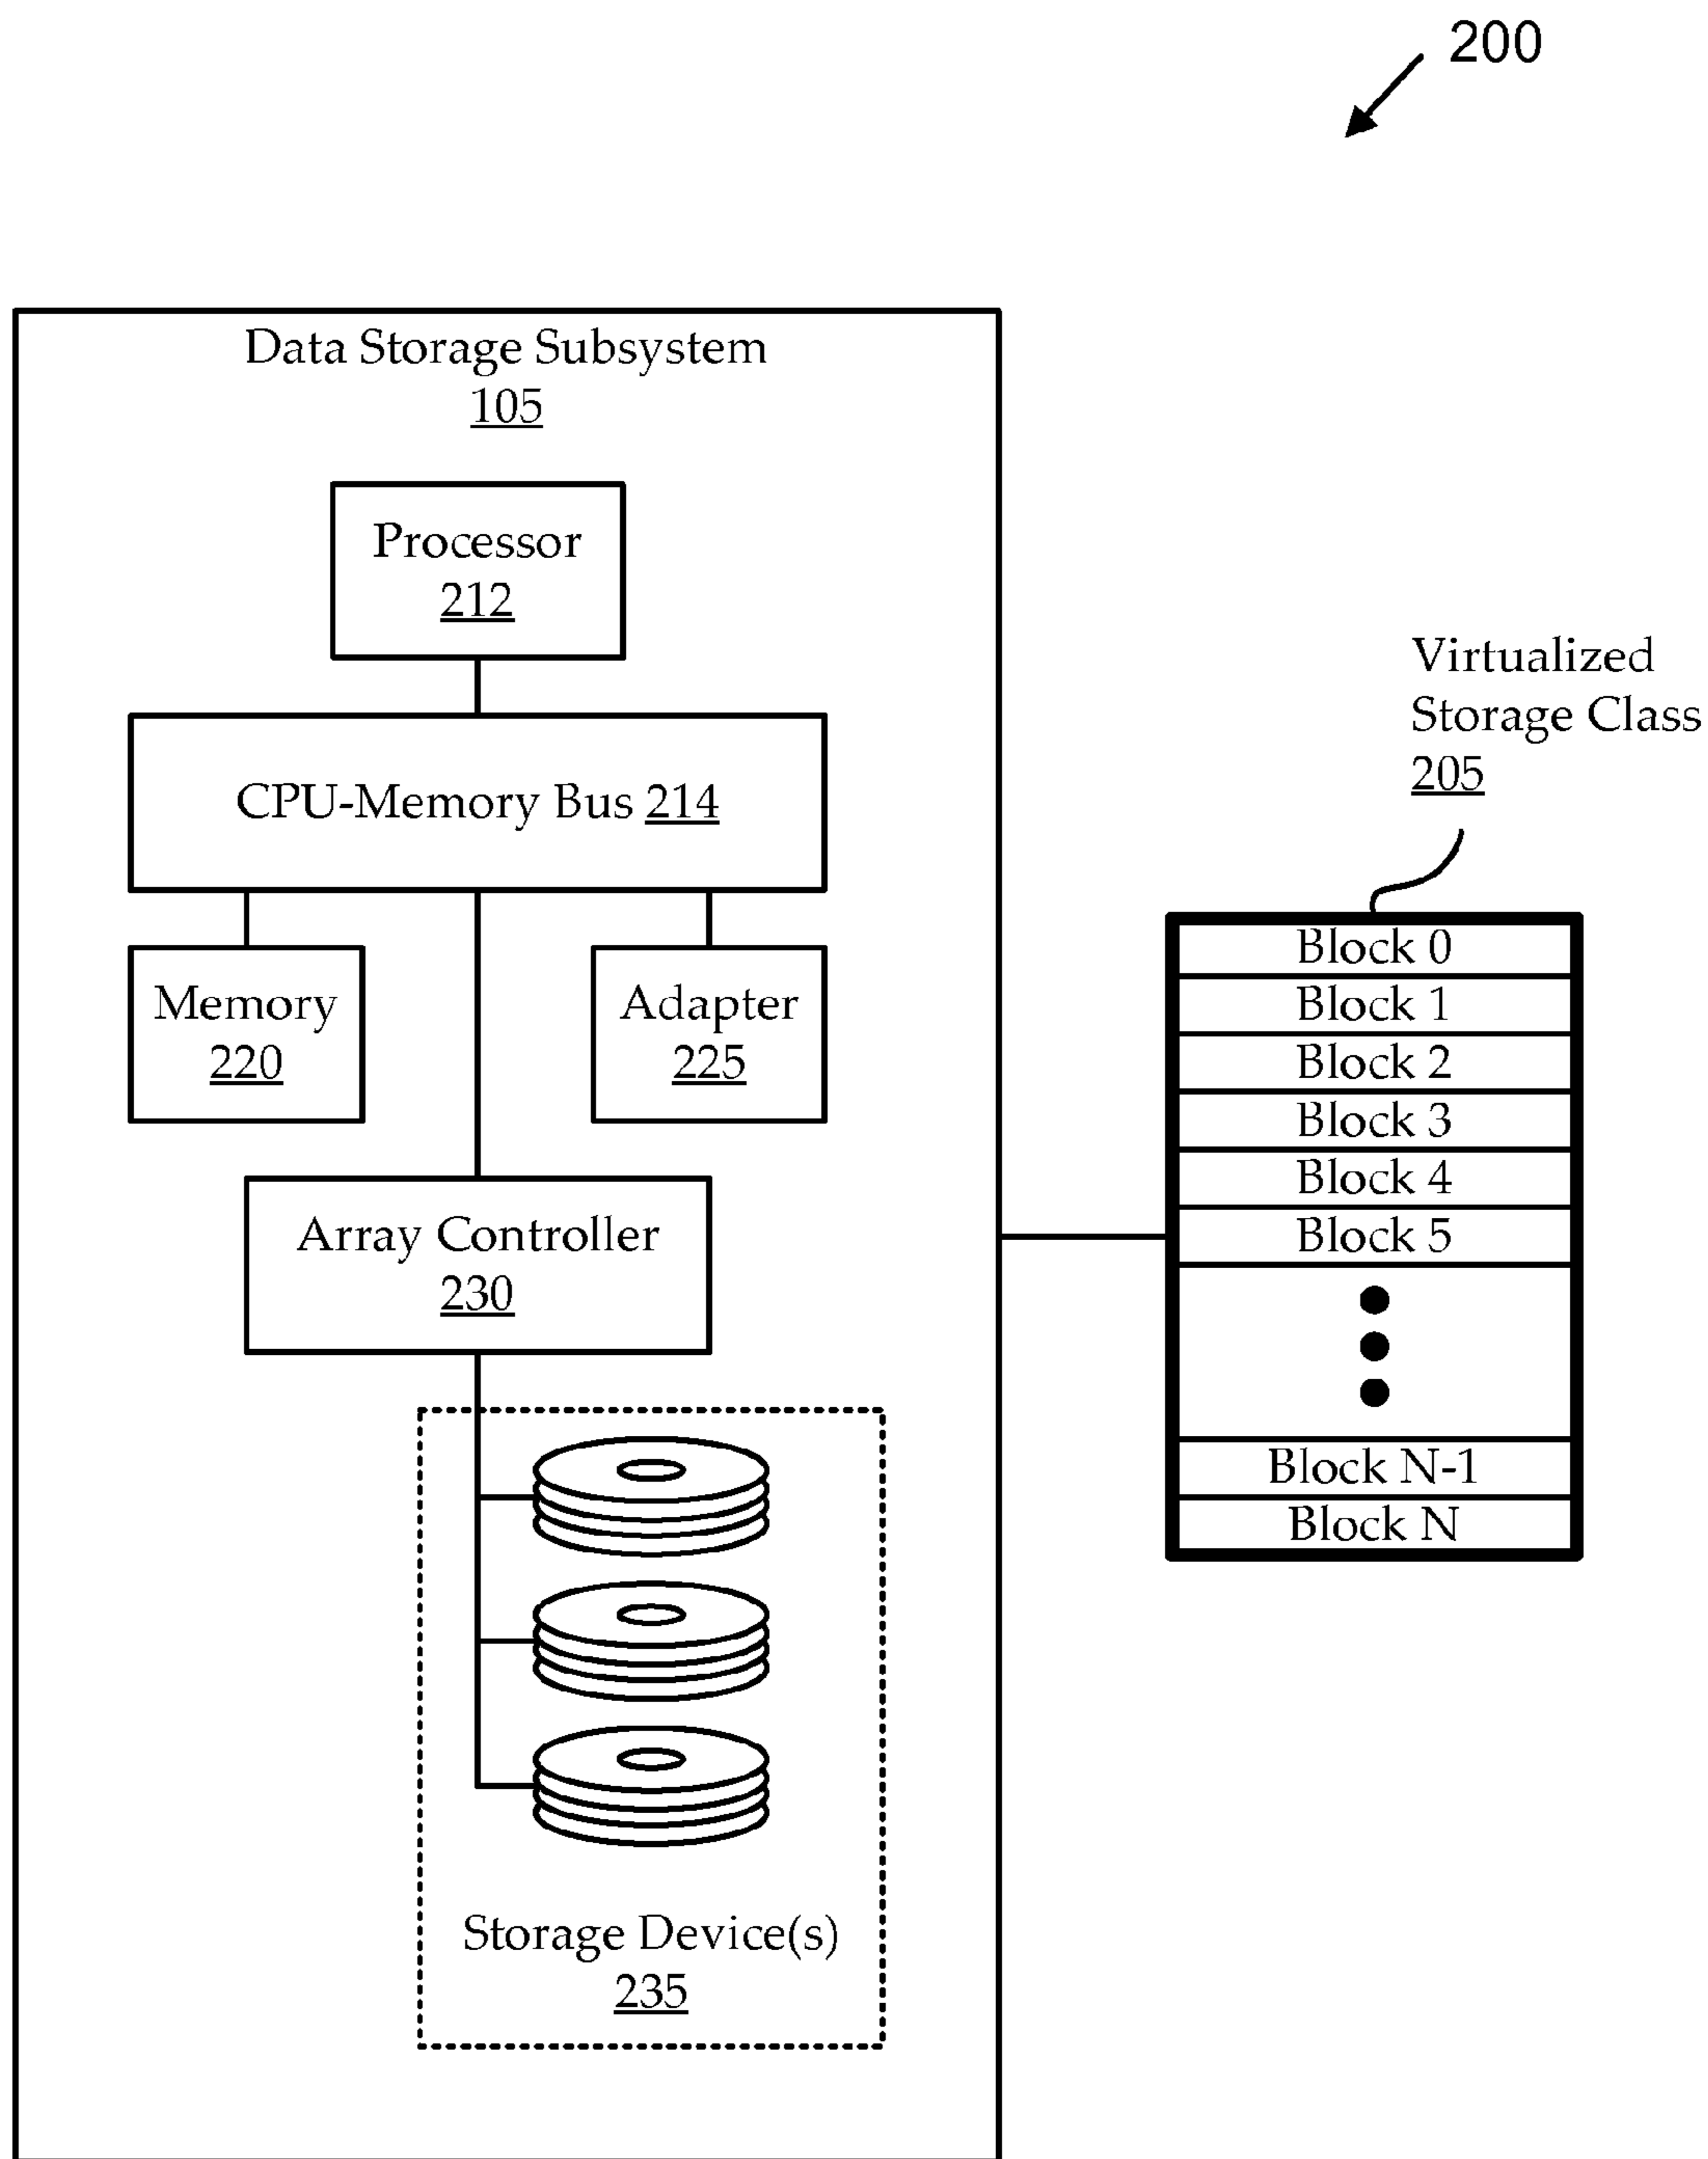 200
Data Storage Subsystem
105
Processor
212
CPU-Memory Bus 214
Memory
220
Adapter
225
Array Controller
230
Storage Device(s)
235
Virtualized
Storage Class
205
Block 0
Block 1
Block 2
Block 3
Block 4
Block 5
Block N-1
Block N